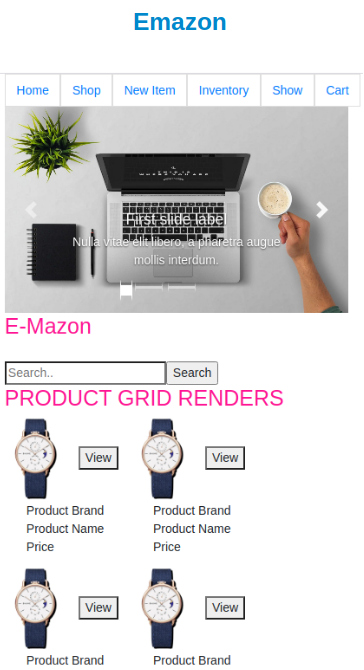 Emazon
Home Shop New Item Inventory Show Cart
First slide label
Nulla vitae elit libero, a pharetra augue
mollis interdum.
E-Mazon
Search.. Search
PRODUCT GRID RENDERS
View View
Product Brand Product Brand
Product Name Product Name
Price Price
View View
Product Brand Product Brand